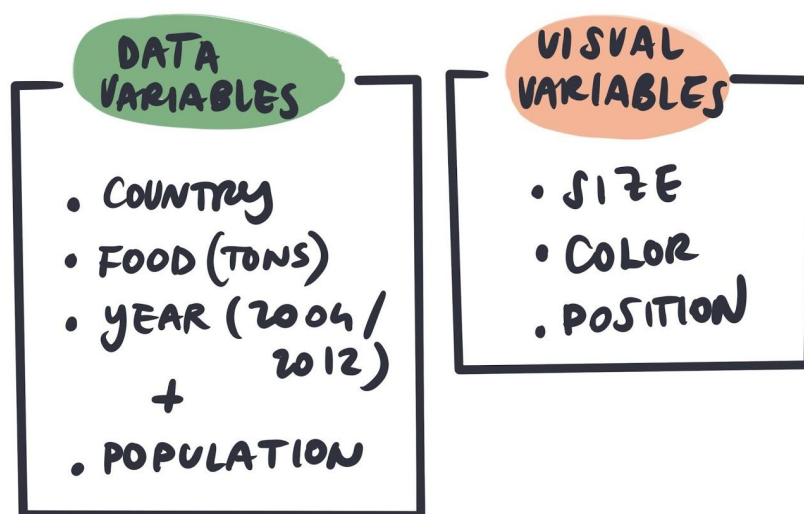 DATA
VARIABLES
• COUNTRY
• FOOD (TONS)
• YEAR (2004/
2012)
+
• POPULATION
VISUAL
VARIABLES
• SIZE
• COLOR
• POSITION